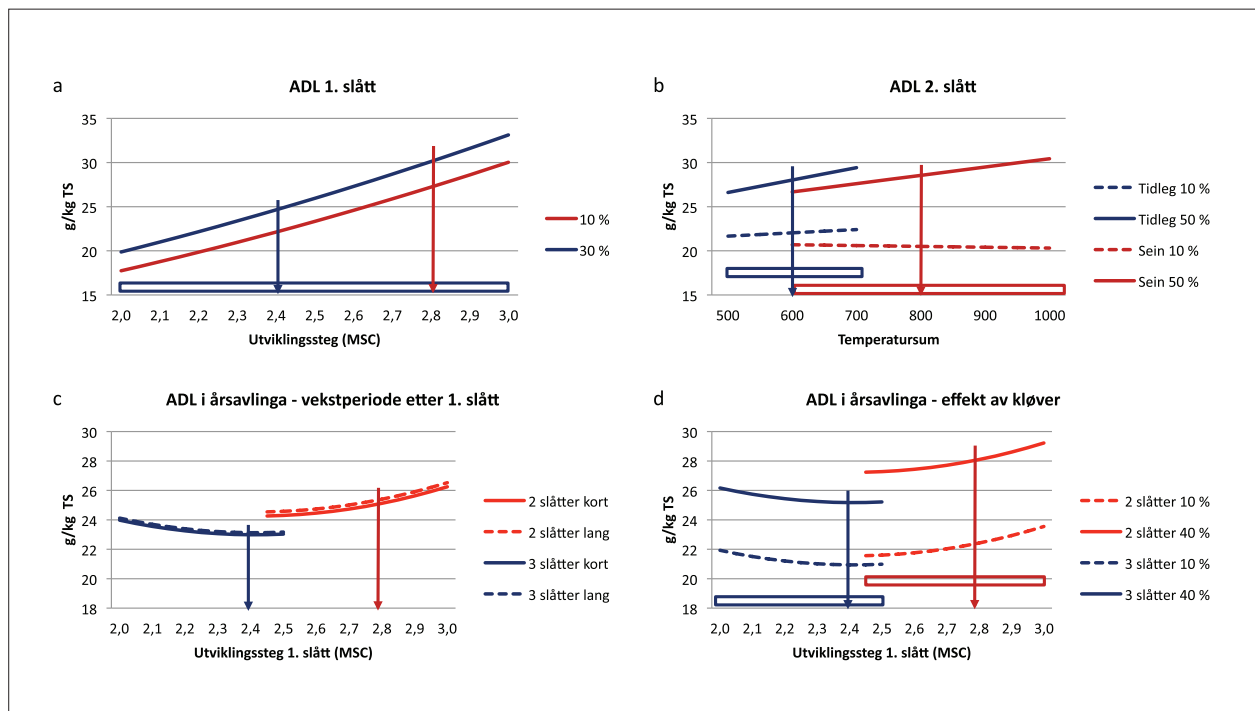 a
ADL 1. slått
g/kg TS
35
30
25
20
15
2,0 2,1 2,2 2,3 2,4 2,5 2,6 2,7 2,8 2,9 3,0
Utviklingssteg (MSC)
10 %
30 %
b
ADL 2. slått
g/kg TS
35
30
25
20
15
500 600 700 800 900 1000
Temperatursum
Tidleg 10 %
Tidleg 50 %
Sein 10 %
Sein 50 %
c
ADL i årsavlinga - vekstperiode etter 1. slått
g/kg TS
30
28
26
24
22
20
18
2,0 2,1 2,2 2,3 2,4 2,5 2,6 2,7 2,8 2,9 3,0
Utviklingssteg 1. slått (MSC)
2 slåtter kort
2 slåtter lang
3 slåtter kort
3 slåtter lang
d
ADL i årsavlinga - effekt av kløver
g/kg TS
30
28
26
24
22
20
18
2,0 2,1 2,2 2,3 2,4 2,5 2,6 2,7 2,8 2,9 3,0
Utviklingssteg 1. slått (MSC)
2 slåtter 10 %
2 slåtter 40 %
3 slåtter 10 %
3 slåtter 40 %